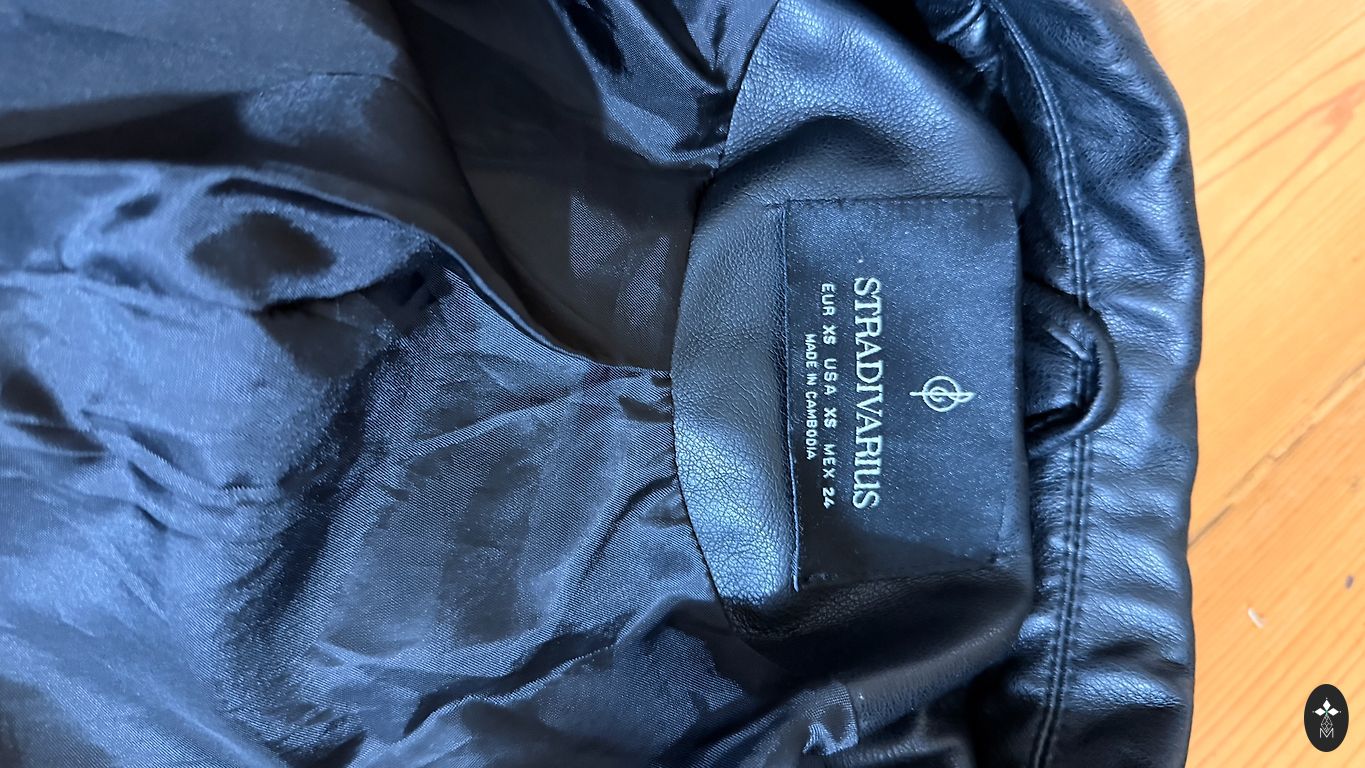 STRADIVARIUS
EUR XS USA XS MEX 24
MADE IN CAMBODIA
M